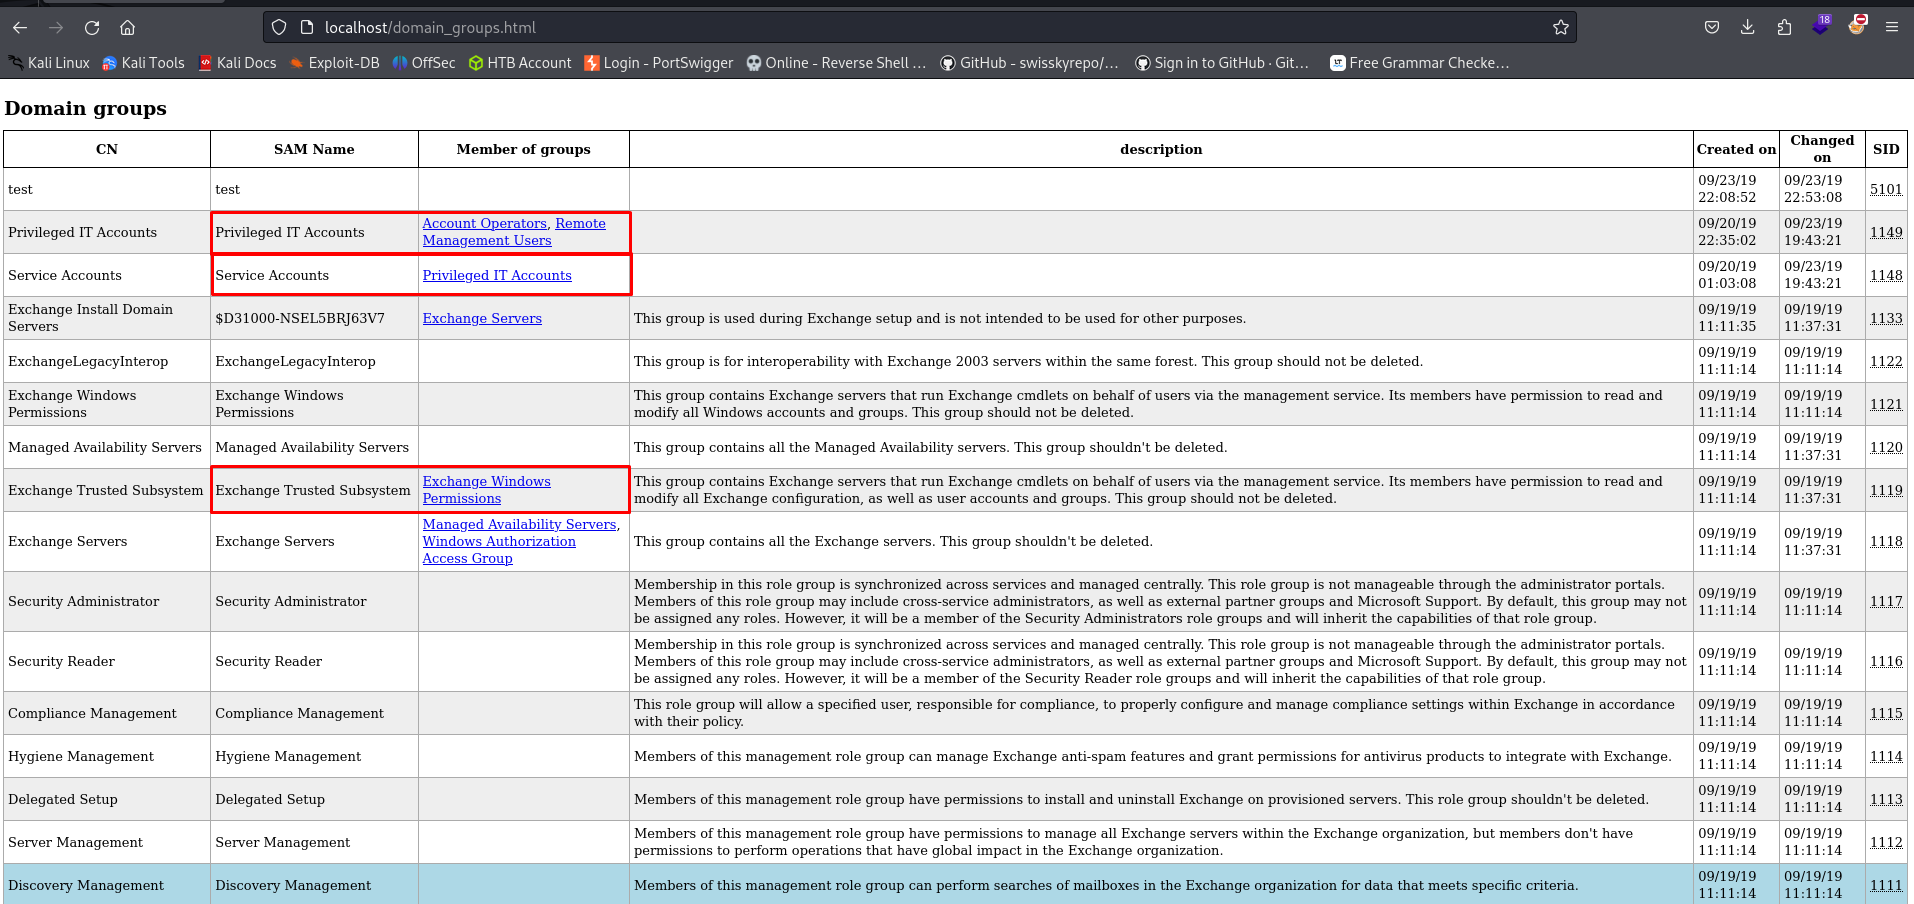 localhost/domain_groups.html
Kali Linux Kali Tools Kali Docs Exploit-DB OffSec HTB Account Login - PortSwigger Online - Reverse Shell … GitHub - swisskyrepo/… Sign in to GitHub · Git… Free Grammar Checke…
18
Domain groups
CN SAM Name Member of groups description Created on Changed on SID
test test 09/23/19 22:08:52 09/23/19 22:53:08 5101
Privileged IT Accounts Privileged IT Accounts Account Operators, Remote Management Users 09/20/19 22:35:02 09/23/19 19:43:21 1149
Service Accounts Service Accounts Privileged IT Accounts 09/20/19 01:03:08 09/23/19 19:43:21 1148
Exchange Install Domain Servers $D31000-NSEL5BRJ63V7 Exchange Servers This group is used during Exchange setup and is not intended to be used for other purposes. 09/19/19 11:11:35 09/19/19 11:37:31 1133
ExchangeLegacyInterop ExchangeLegacyInterop This group is for interoperability with Exchange 2003 servers within the same forest. This group should not be deleted. 09/19/19 11:11:14 09/19/19 11:11:14 1122
Exchange Windows Permissions Exchange Windows Permissions This group contains Exchange servers that run Exchange cmdlets on behalf of users via the management service. Its members have permission to read and modify all Windows accounts and groups. This group should not be deleted. 09/19/19 11:11:14 09/19/19 11:11:14 1121
Managed Availability Servers Managed Availability Servers This group contains all the Managed Availability servers. This group shouldn't be deleted. 09/19/19 11:11:14 09/19/19 11:37:31 1120
Exchange Trusted Subsystem Exchange Trusted Subsystem Exchange Windows Permissions This group contains Exchange servers that run Exchange cmdlets on behalf of users via the management service. Its members have permission to read and modify all Exchange configuration, as well as user accounts and groups. This group should not be deleted. 09/19/19 11:11:14 09/19/19 11:37:31 1119
Exchange Servers Exchange Servers Managed Availability Servers, Windows Authorization Access Group This group contains all the Exchange servers. This group shouldn't be deleted. 09/19/19 11:11:14 09/19/19 11:37:31 1118
Security Administrator Security Administrator Membership in this role group is synchronized across services and managed centrally. This role group is not manageable through the administrator portals. Members of this role group may include cross-service administrators, as well as external partner groups and Microsoft Support. By default, this group may not be assigned any roles. However, it will be a member of the Security Administrators role groups and will inherit the capabilities of that role group. 09/19/19 11:11:14 09/19/19 11:11:14 1117
Security Reader Security Reader Membership in this role group is synchronized across services and managed centrally. This role group is not manageable through the administrator portals. Members of this role group may include cross-service administrators, as well as external partner groups and Microsoft Support. By default, this group may not be assigned any roles. However, it will be a member of the Security Reader role groups and will inherit the capabilities of that role group. 09/19/19 11:11:14 09/19/19 11:11:14 1116
Compliance Management Compliance Management This role group will allow a specified user, responsible for compliance, to properly configure and manage compliance settings within Exchange in accordance with their policy. 09/19/19 11:11:14 09/19/19 11:11:14 1115
Hygiene Management Hygiene Management Members of this management role group can manage Exchange anti-spam features and grant permissions for antivirus products to integrate with Exchange. 09/19/19 11:11:14 09/19/19 11:11:14 1114
Delegated Setup Delegated Setup Members of this management role group have permissions to install and uninstall Exchange on provisioned servers. This role group shouldn't be deleted. 09/19/19 11:11:14 09/19/19 11:11:14 1113
Server Management Server Management Members of this management role group have permissions to manage all Exchange servers within the Exchange organization, but members don't have permissions to perform operations that have global impact in the Exchange organization. 09/19/19 11:11:14 09/19/19 11:11:14 1112
Discovery Management Discovery Management Members of this management role group can perform searches of mailboxes in the Exchange organization for data that meets specific criteria. 09/19/19 11:11:14 09/19/19 11:11:14 1111